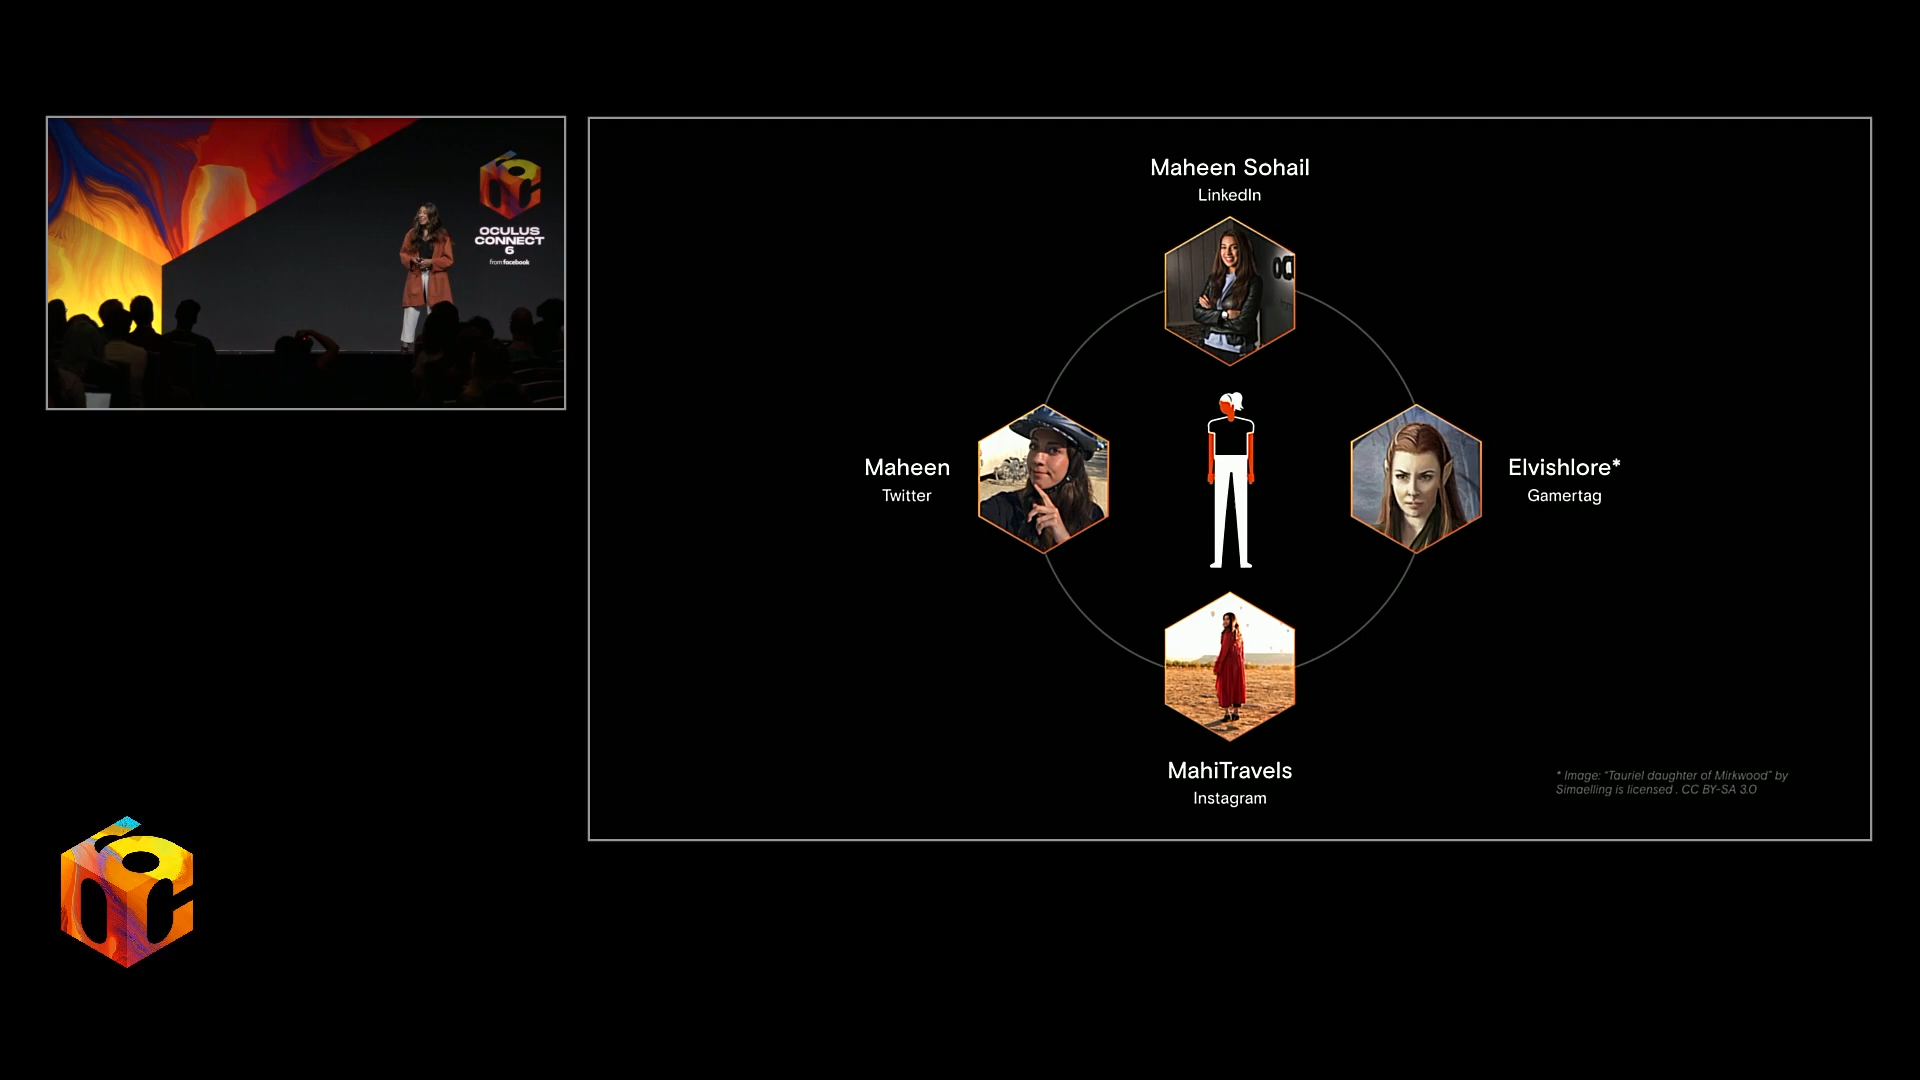 OCULUS
CONNECT
6
from facebook
Maheen Sohail
LinkedIn
Maheen
Twitter
Elvishlore*
Gamertag
MahiTravels
Instagram
* Image: "Tauriel daughter of Mirkwood" by
Simaelling is licensed . CC BY-SA 3.0